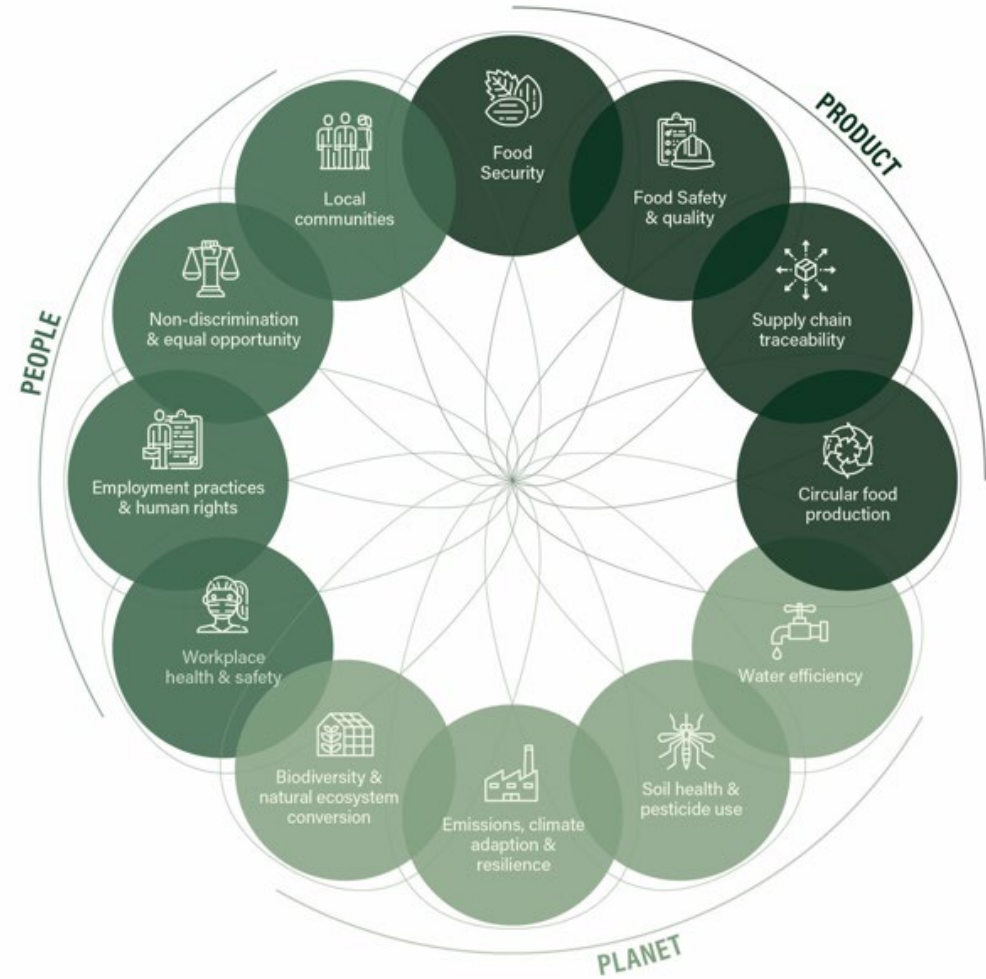 PRODUCT
Food
Security
Food Safety
& quality
Supply chain
traceability
Circular food
production
Water efficiency
Soil health &
pesticide use
Emissions, climate
adaption &
resilience
Biodiversity &
natural ecosystem
conversion
PLANET
Workplace
health & safety
Employment practices
& human rights
Non-discrimination
& equal opportunity
Local
communities
PEOPLE